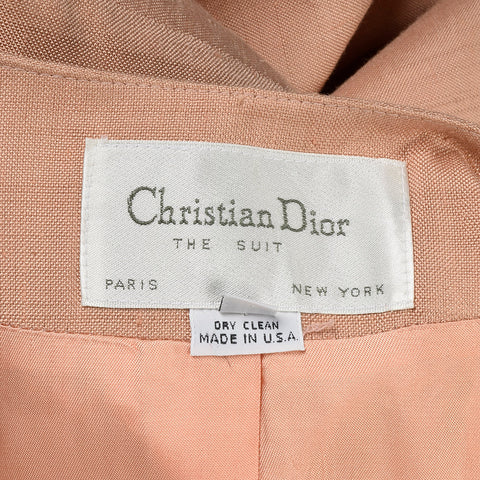 Christian Dior
THE SUIT
PARIS NEW YORK
DRY CLEAN
MADE IN U.S.A.